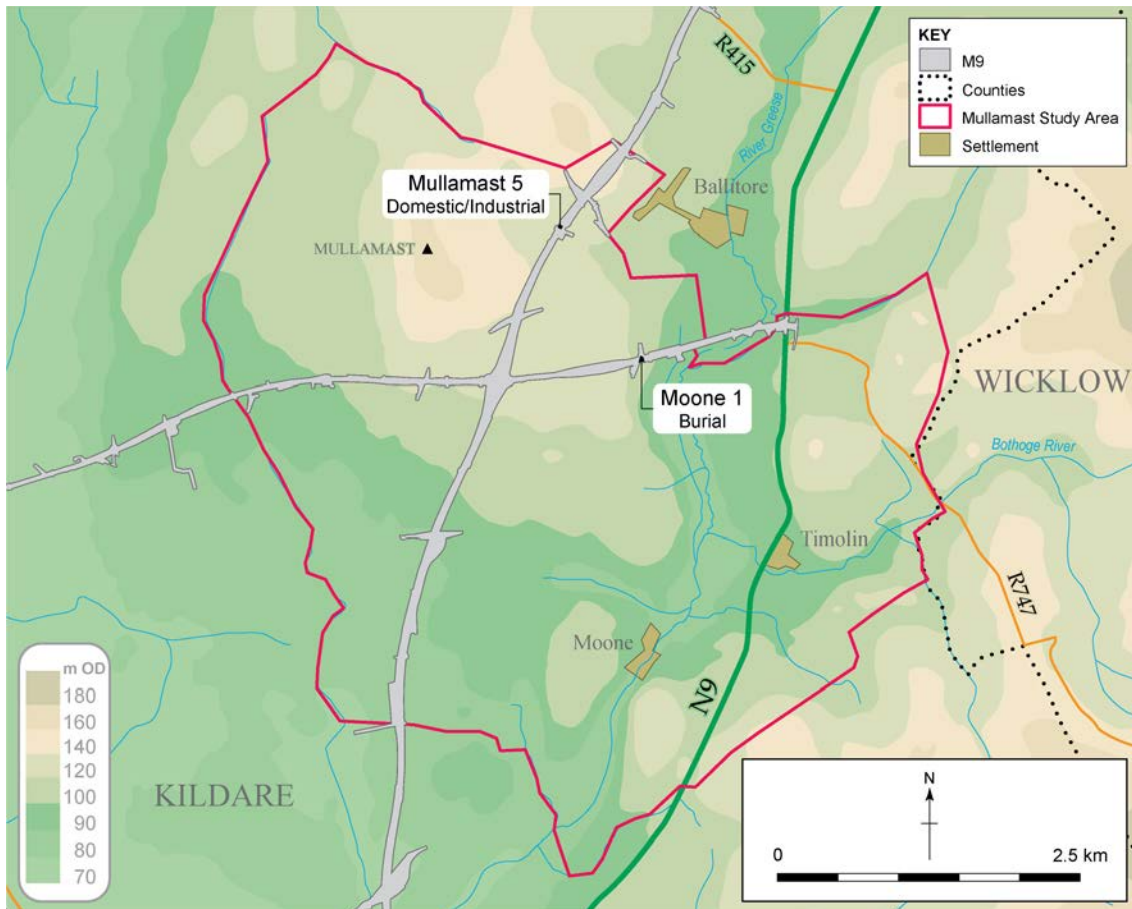 KEY
M9
Counties
Mullamast Study Area
Settlement
R415
River Greese
Ballitore
Mullamast 5
Domestic/Industrial
MULLAMAST
WICKLOW
Moone 1
Burial
Bothoge River
Timolin
R747
Moone
N9
m OD
180
160
140
120
100
90
80
70
KILDARE
N
0
2.5 km